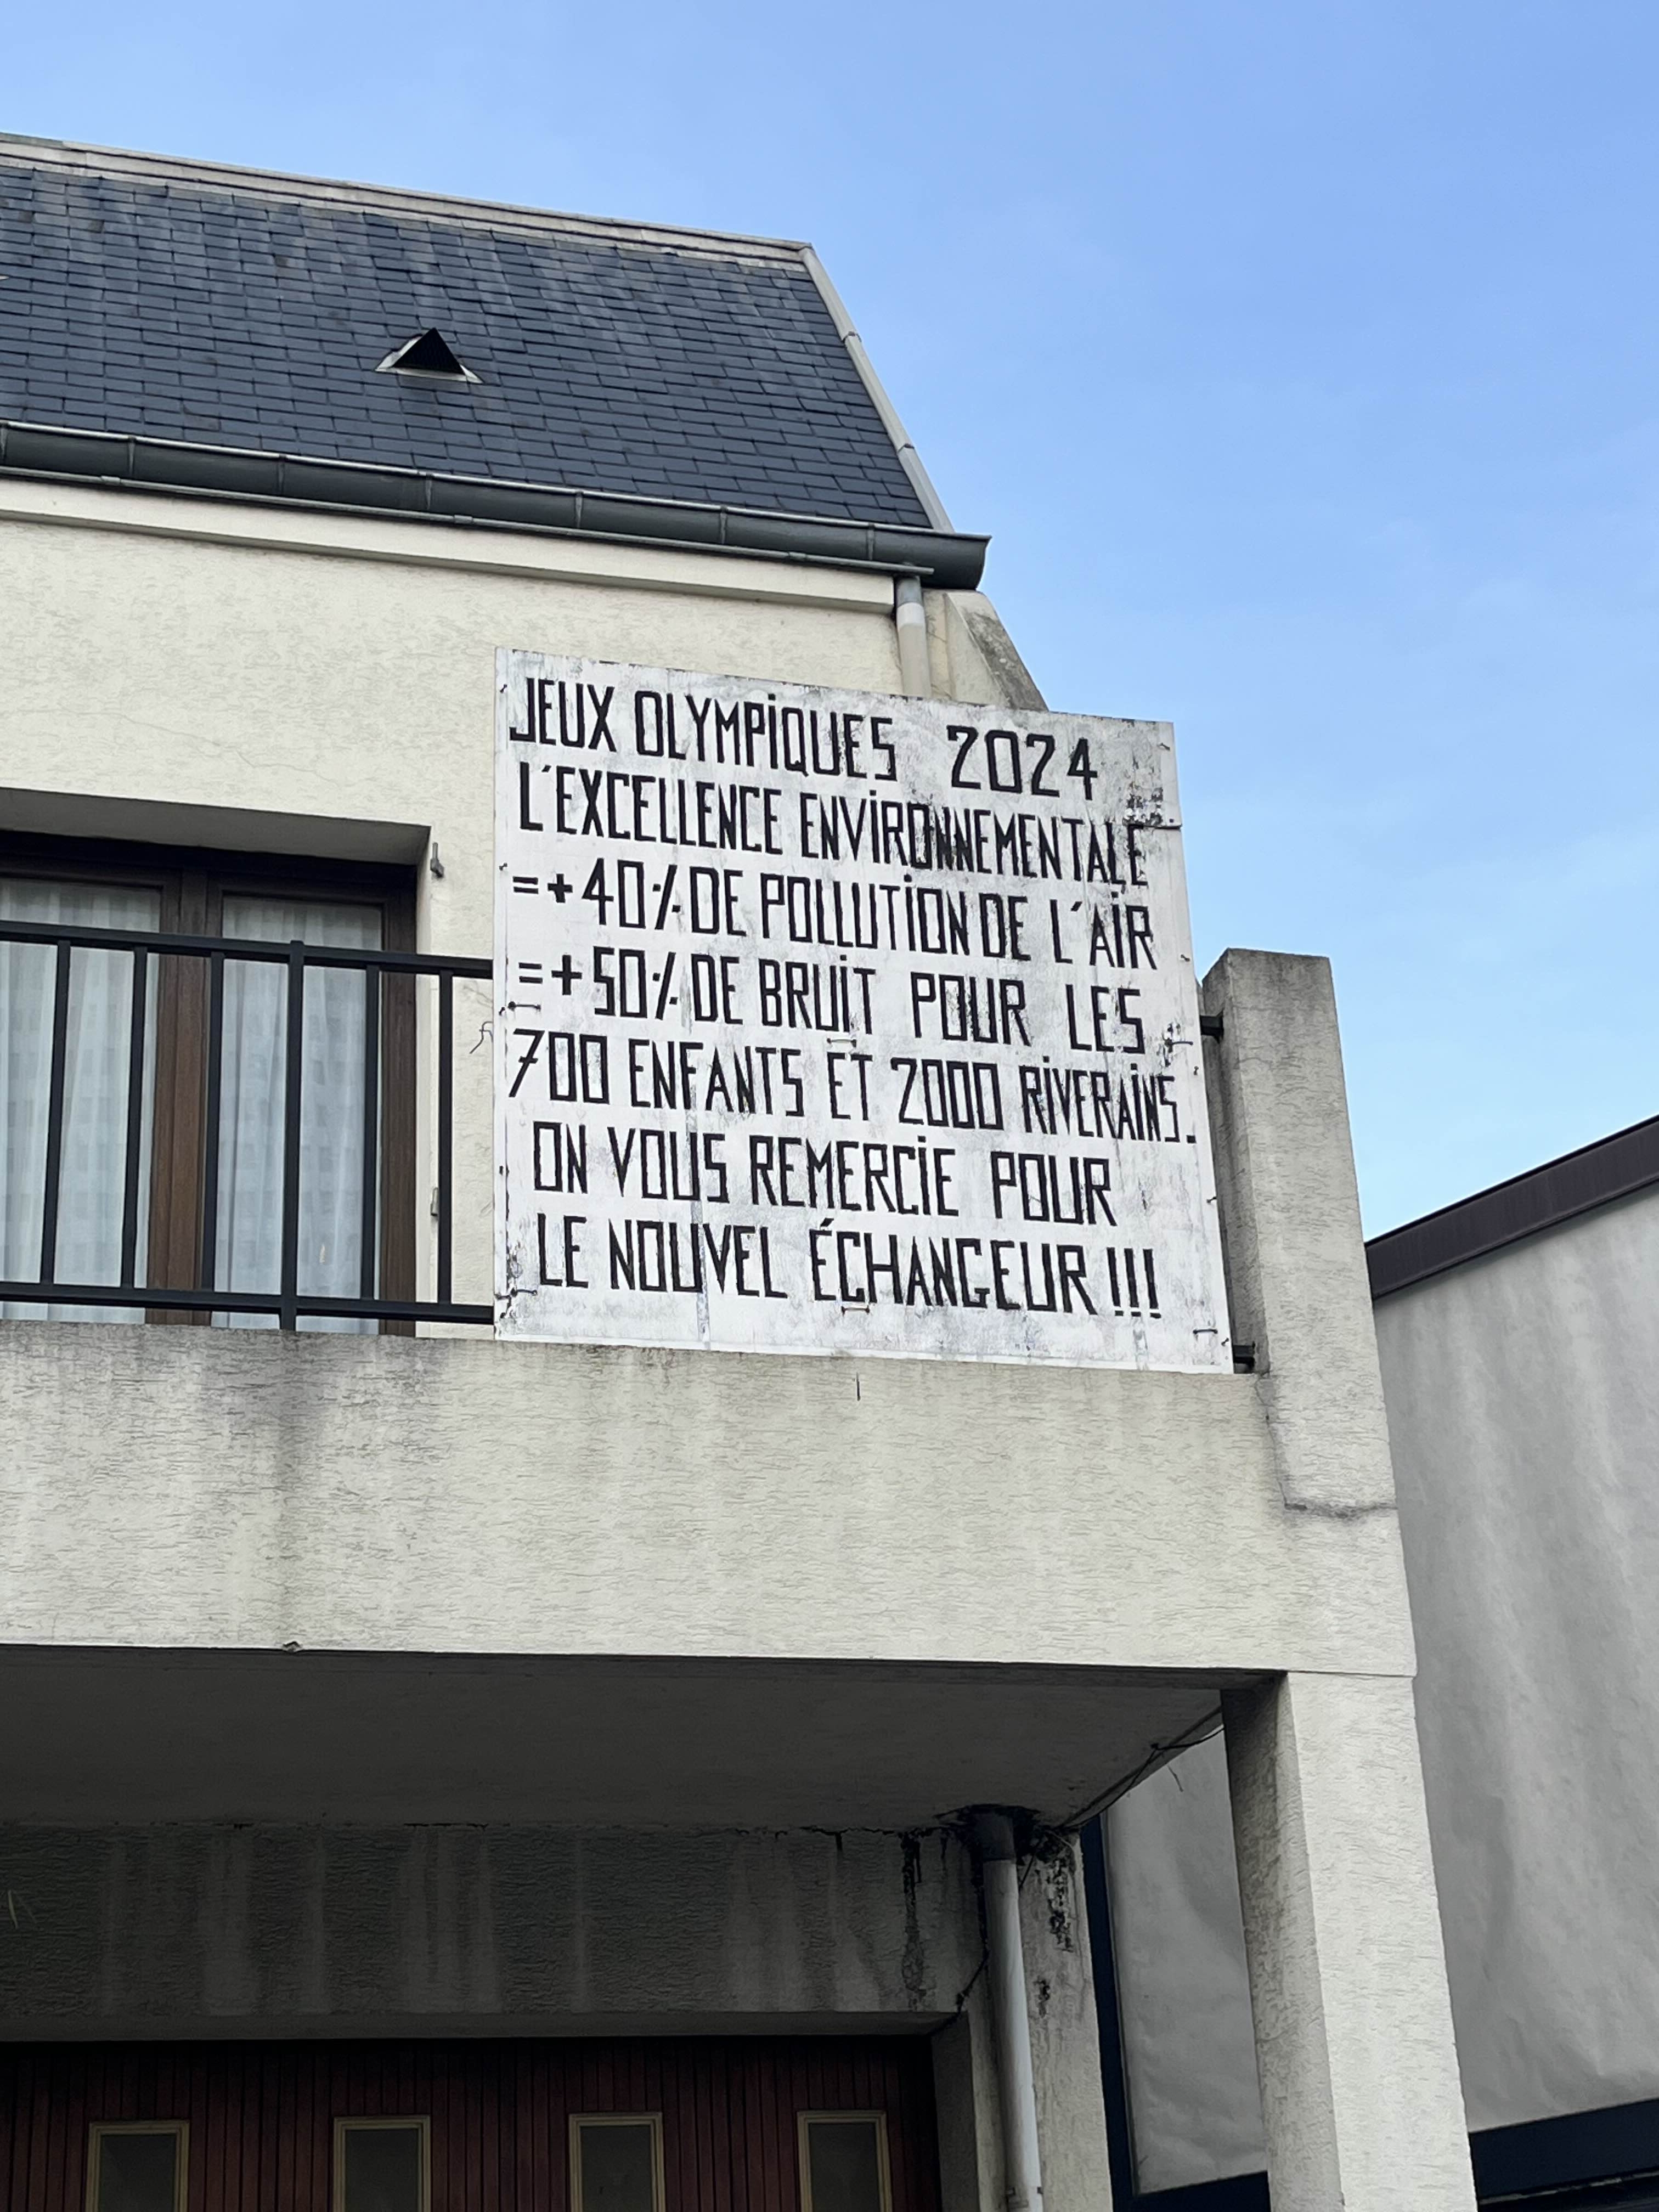 JEUX OLYMPIQUES 2024
L'EXCELLENCE ENVIRONNEMENTALE
=+40% DE POLLUTION DE L'AIR
=+50% DE BRUIT POUR LES
700 ENFANTS ET 2000 RIVERAINS.
ON VOUS REMERCIE POUR
LE NOUVEL ÉCHANGEUR !!!